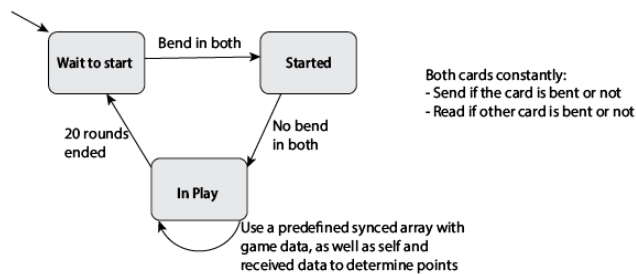 Bend in both
Wait to start
Started
Both cards constantly:
- Send if the card is bent or not
- Read if other card is bent or not
No bend
in both
20 rounds
ended
In Play
Use a predefined synced array with
game data, as well as self and
received data to determine points